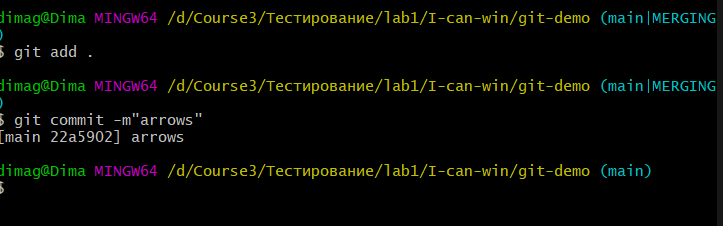 dimag@Dima MINGW64 /d/Course3/Тестирование/lab1/I-can-win/git-demo (main|MERGING
)
$ git add .
dimag@Dima MINGW64 /d/Course3/Тестирование/lab1/I-can-win/git-demo (main|MERGING
)
$ git commit -m"arrows"
[main 22a5902] arrows
dimag@Dima MINGW64 /d/Course3/Тестирование/lab1/I-can-win/git-demo (main)
$